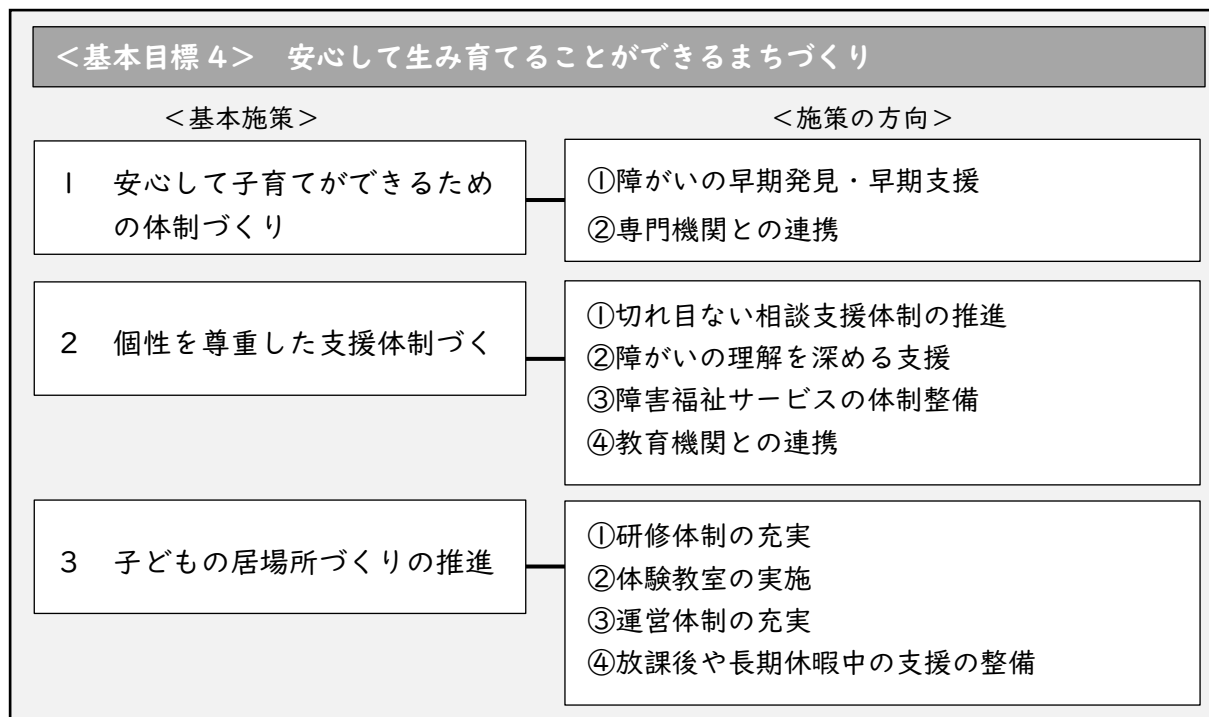 ＜基本目標４＞　安心して生み育てることができるまちづくり
＜基本施策＞
＜施策の方向＞
１　安心して子育てができるため
の体制づくり
①障がいの早期発見・早期支援
②専門機関との連携
２　個性を尊重した支援体制づく
①切れ目ない相談支援体制の推進
②障がいの理解を深める支援
③障害福祉サービスの体制整備
④教育機関との連携
３　子どもの居場所づくりの推進
①研修体制の充実
②体験教室の実施
③運営体制の充実
④放課後や長期休暇中の支援の整備